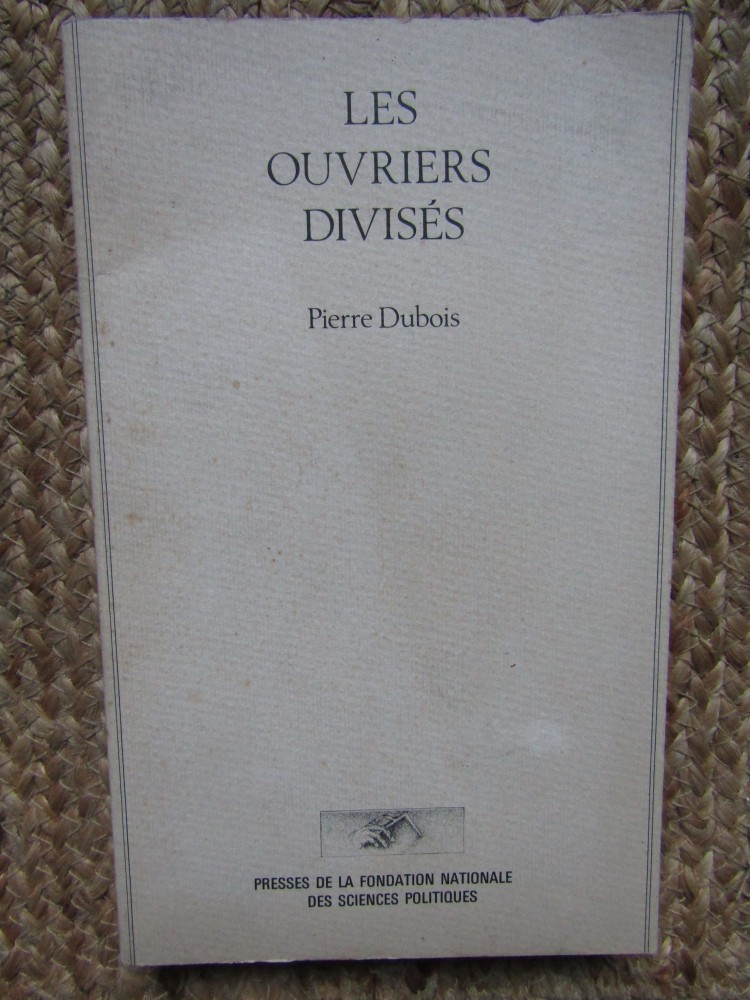 LES
OUVRIERS
DIVISÉS
Pierre Dubois
PRESSES DE LA FONDATION NATIONALE
DES SCIENCES POLITIQUES